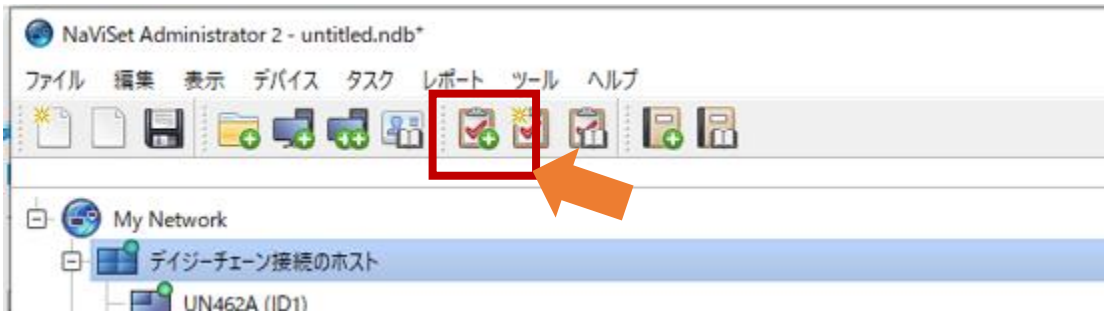 NaViSet Administrator 2 - untitled.ndb*
ファイル 編集 表示 デバイス タスク レポート ツール ヘルプ
My Network
デイジーチェーン接続のホスト
UN462A (ID1)